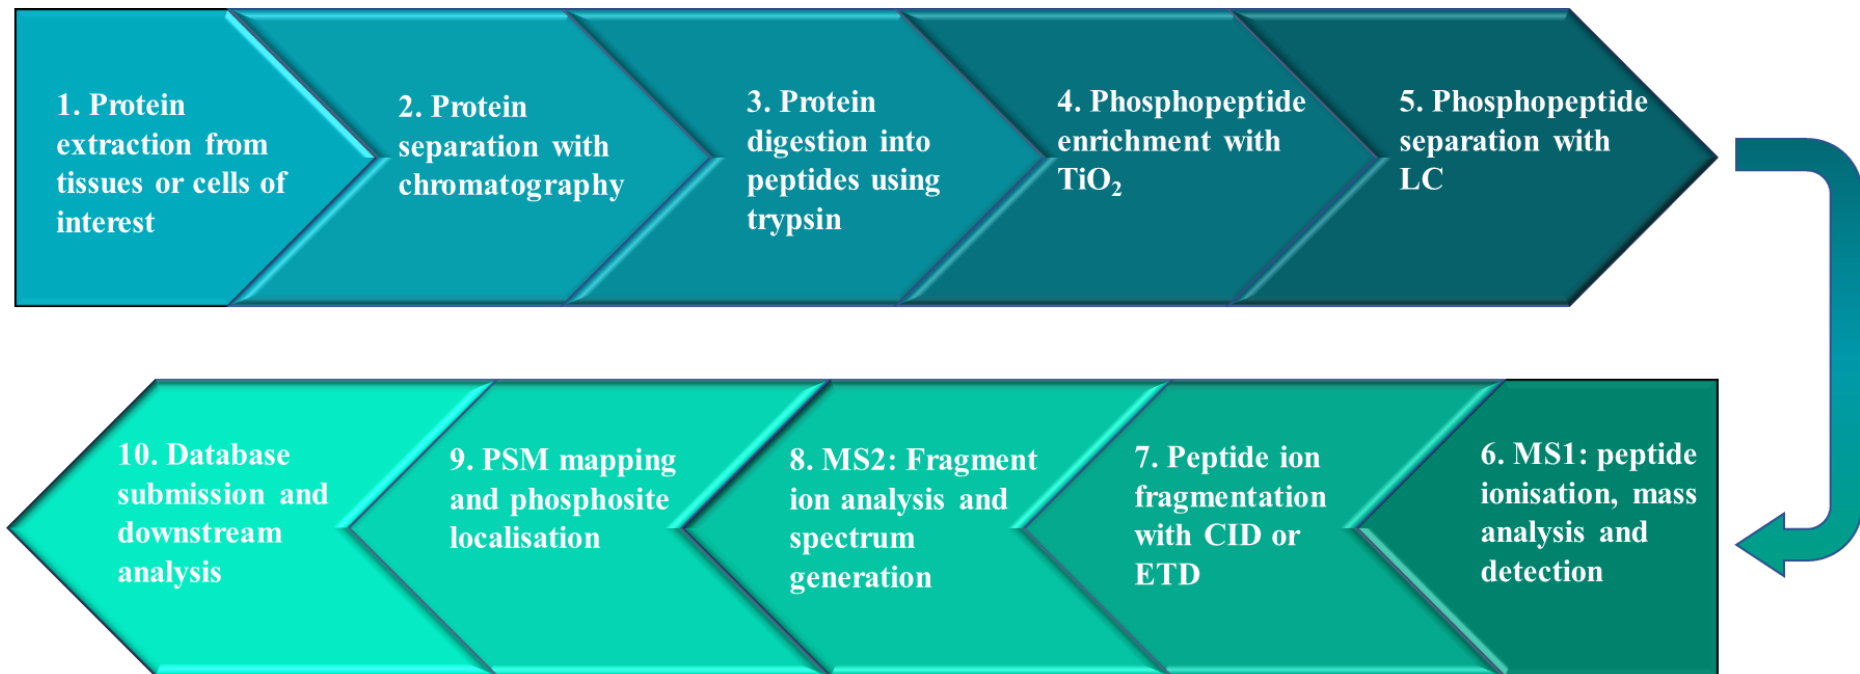 1. Protein
extraction from
tissues or cells of
interest
2. Protein
separation with
chromatography
3. Protein
digestion into
peptides using
trypsin
4. Phosphopeptide
enrichment with
TiO₂
5. Phosphopeptide
separation with
LC
6. MS1: peptide
ionisation, mass
analysis and
detection
7. Peptide ion
fragmentation
with CID or
ETD
8. MS2: Fragment
ion analysis and
spectrum
generation
9. PSM mapping
and phosphosite
localisation
10. Database
submission and
downstream
analysis